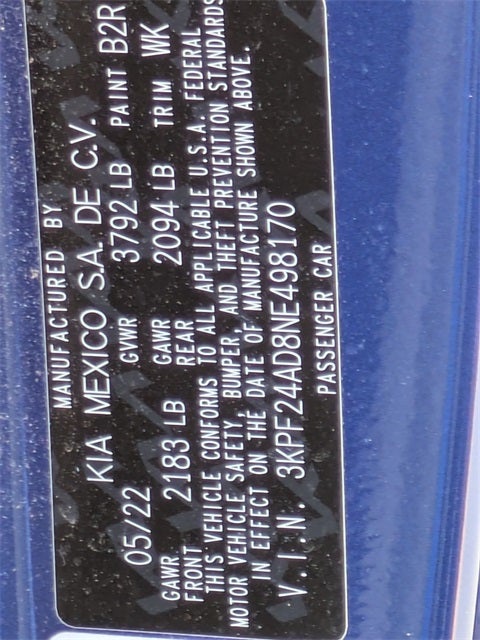 MANUFACTURED BY
KIA MEXICO S.A. DE C.V.
05/22 GVWR 3792 LB PAINT B2R
GAWR FRONT 2183 LB GAWR REAR 2094 LB TRIM WK
THIS VEHICLE CONFORMS TO ALL APPLICABLE U.S.A. FEDERAL
MOTOR VEHICLE SAFETY, BUMPER, AND THEFT PREVENTION STANDARDS
IN EFFECT ON THE DATE OF MANUFACTURE SHOWN ABOVE.
V.I.N. 3KPF24AD8NE498170
PASSENGER CAR